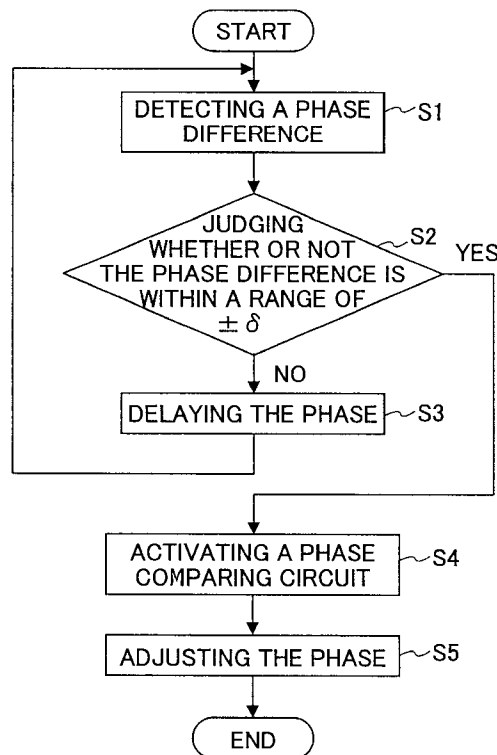 START
DETECTING A PHASE
DIFFERENCE
S1
JUDGING
WHETHER OR NOT
THE PHASE DIFFERENCE IS
WITHIN A RANGE OF
± δ
S2
YES
NO
DELAYING THE PHASE
S3
ACTIVATING A PHASE
COMPARING CIRCUIT
S4
ADJUSTING THE PHASE
S5
END